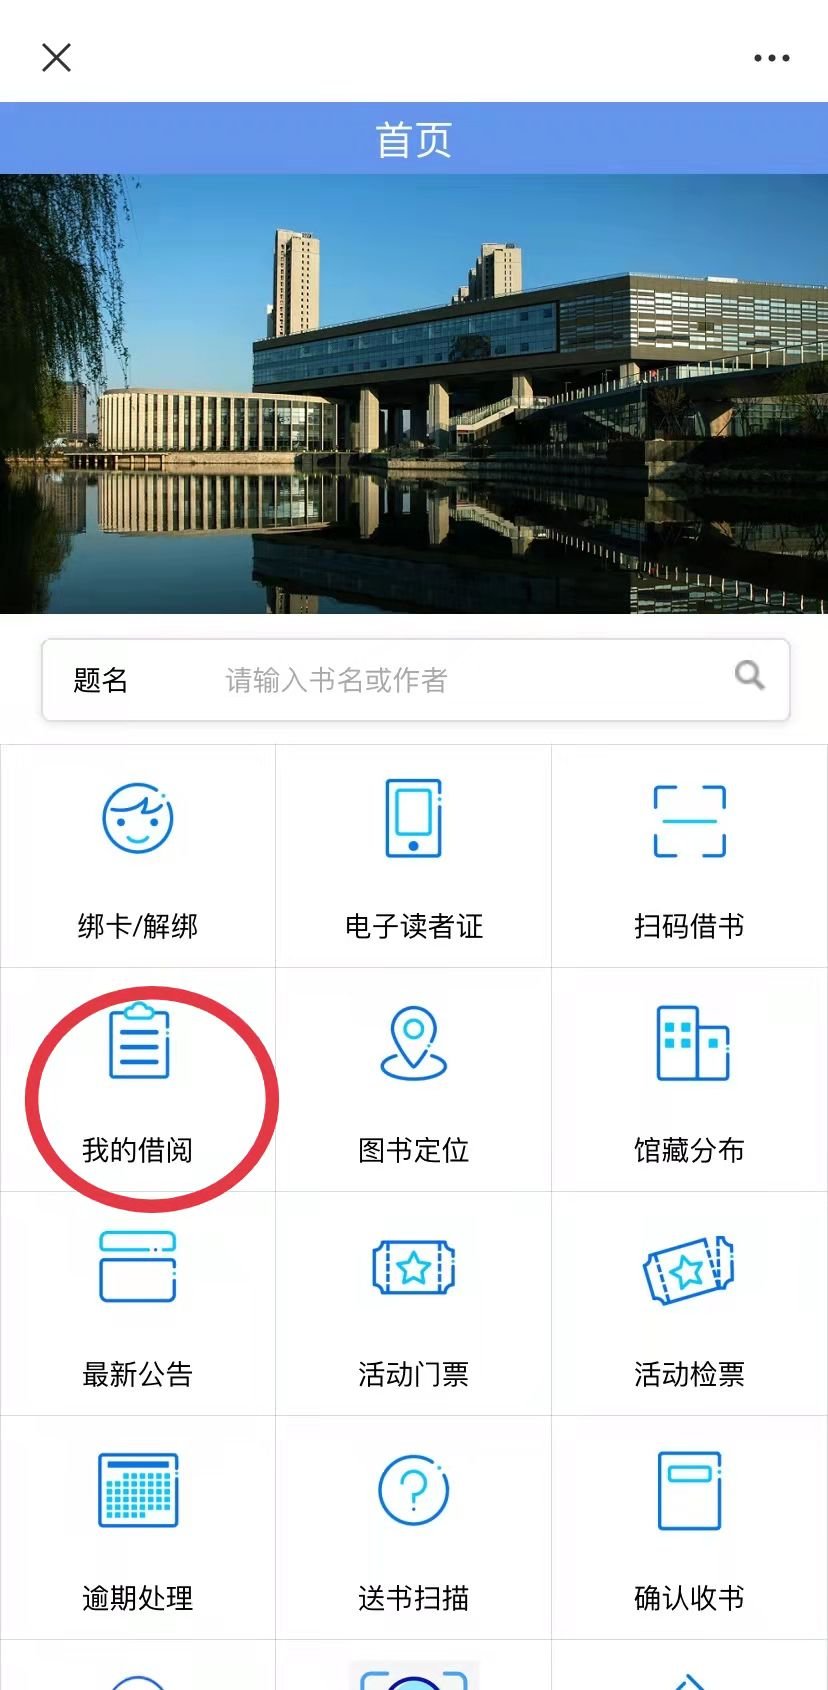 首页
题名 请输入书名或作者
绑卡/解绑 电子读者证 扫码借书
我的借阅 图书定位 馆藏分布
最新公告 活动门票 活动检票
逾期处理 送书扫描 确认收书